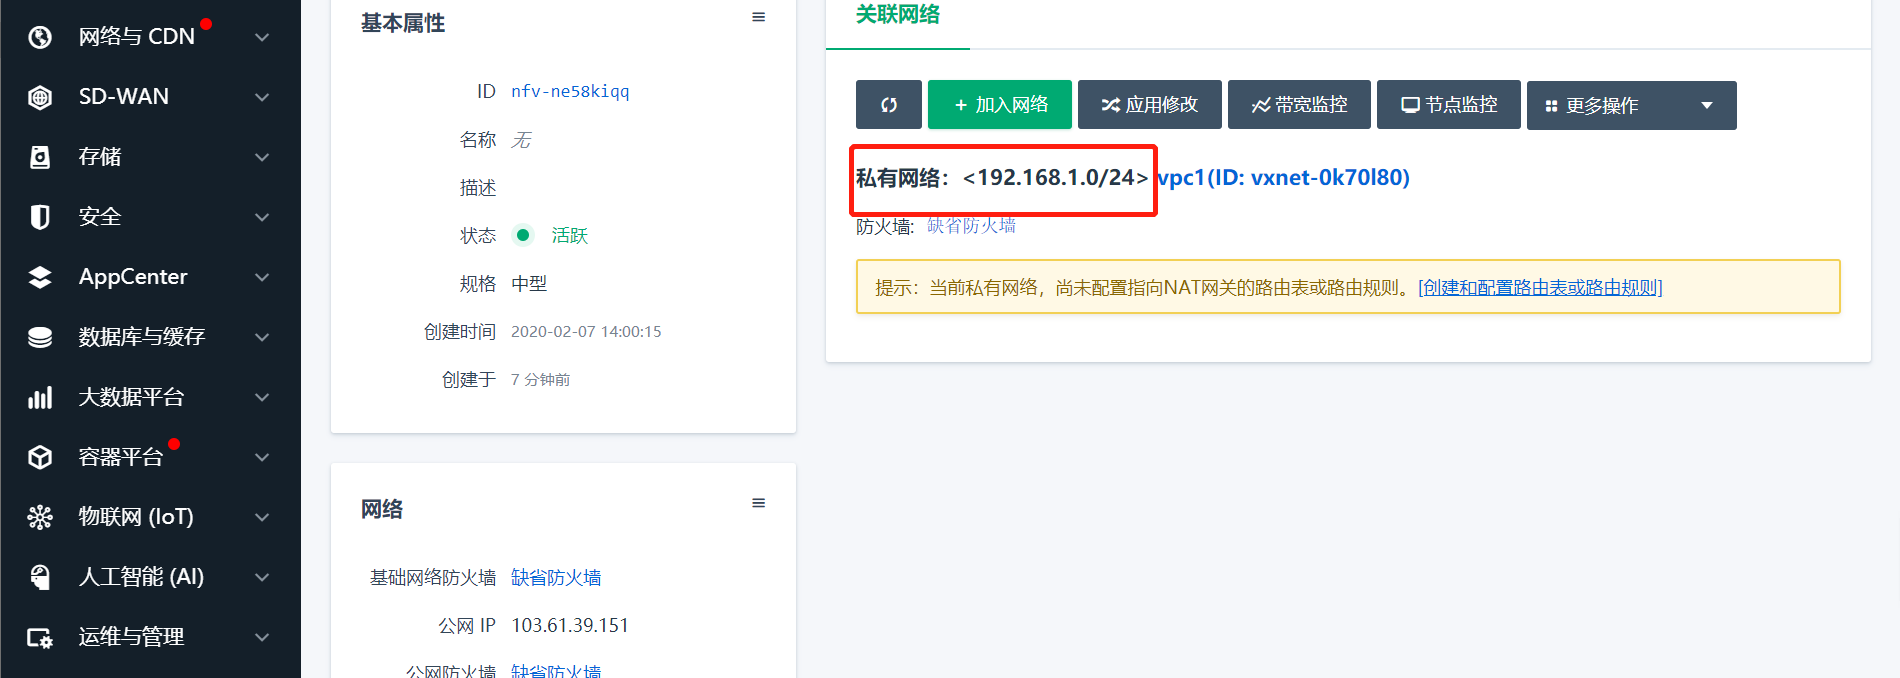 网络与 CDN
SD-WAN
存储
安全
AppCenter
数据库与缓存
大数据平台
容器平台
物联网 (IoT)
人工智能 (AI)
运维与管理
基本属性
ID nfv-ne58kiqq
名称 无
描述
状态 活跃
规格 中型
创建时间 2020-02-07 14:00:15
创建于 7 分钟前
网络
基础网络防火墙 缺省防火墙
公网 IP 103.61.39.151
公网防火墙 缺省防火墙
关联网络
+ 加入网络 应用修改 带宽监控 节点监控 更多操作
私有网络：<192.168.1.0/24> vpc1(ID: vxnet-0k70l80)
防火墙: 缺省防火墙
提示：当前私有网络，尚未配置指向NAT网关的路由表或路由规则。[创建和配置路由表或路由规则]